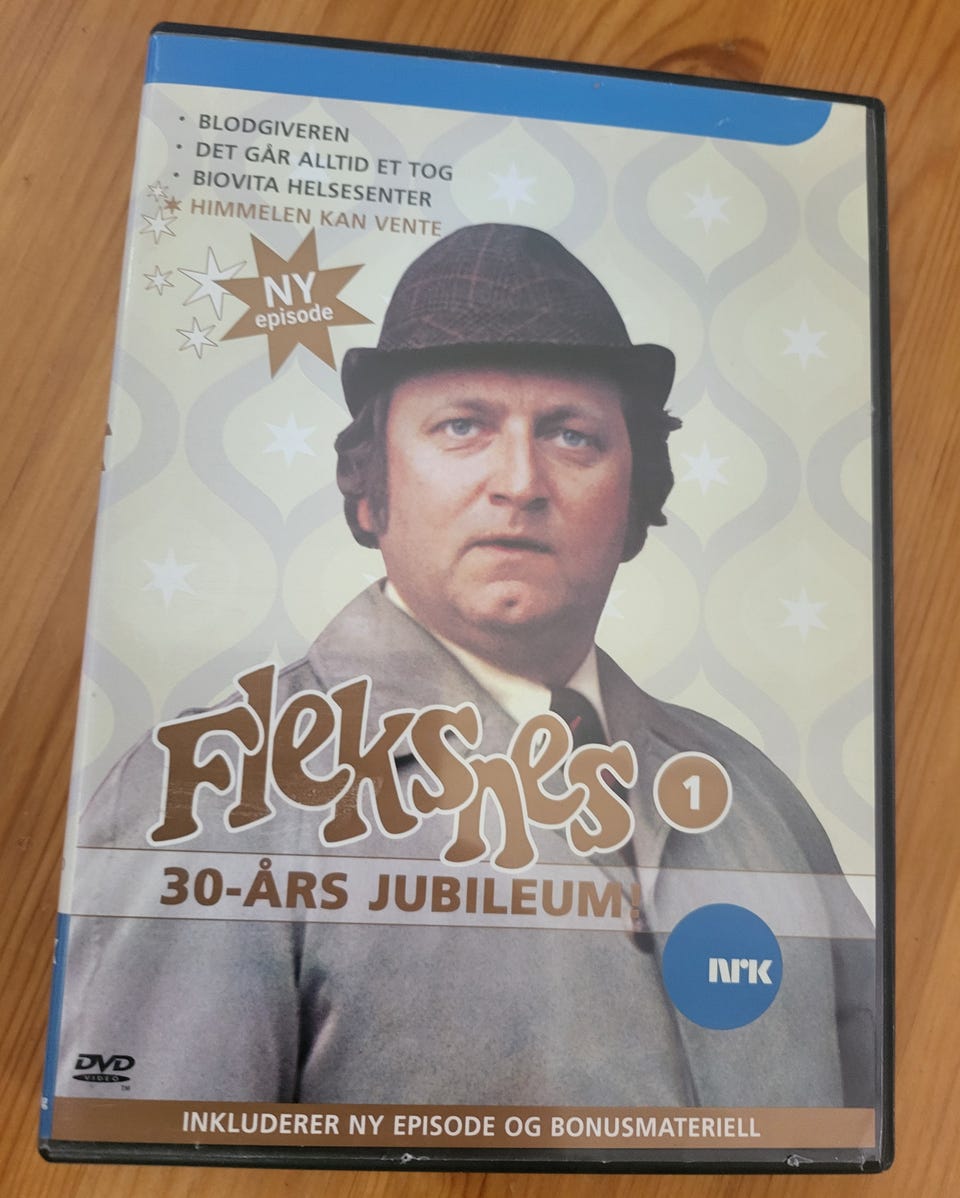 · BLODGIVEREN
· DET GÅR ALLTID ET TOG
· BIOVITA HELSESENTER
HIMMELEN KAN VENTE
NY
episode
Fleksnes 1
30-ÅRS JUBILEUM!
nrk
DVD
VIDEO
TM
INKLUDERER NY EPISODE OG BONUSMATERIELL